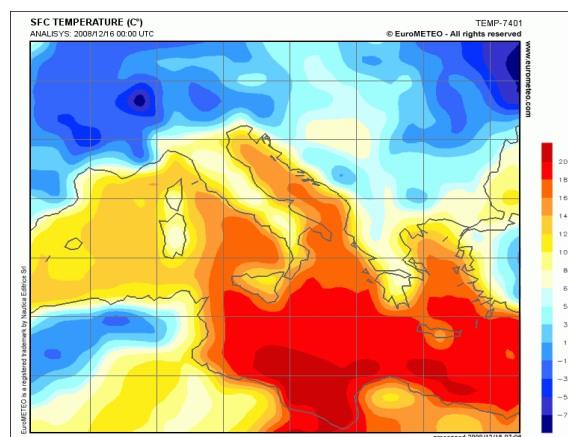 SFC TEMPERATURE (C°)
TEMP-7401
ANALISYS: 2008/12/16 00:00 UTC
© EuroMETEO - All rights reserved
www.eurometeo.com
EuroMETEO is a registered trademark by Nautica Editrice Srl
20
18
16
14
12
10
8
6
5
3
1
-1
-3
-5
-7